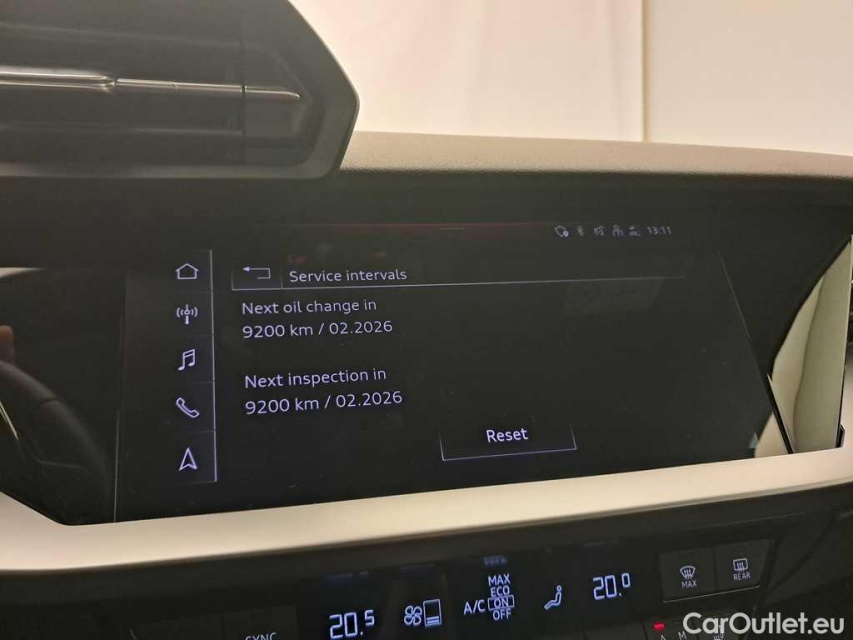 13:11
Service intervals
Next oil change in
9200 km / 02.2026
Next inspection in
9200 km / 02.2026
Reset
SYNC
20.5
A/C
MAX
ECO
ON
OFF
20.0
MAX
REAR
CarOutlet.eu